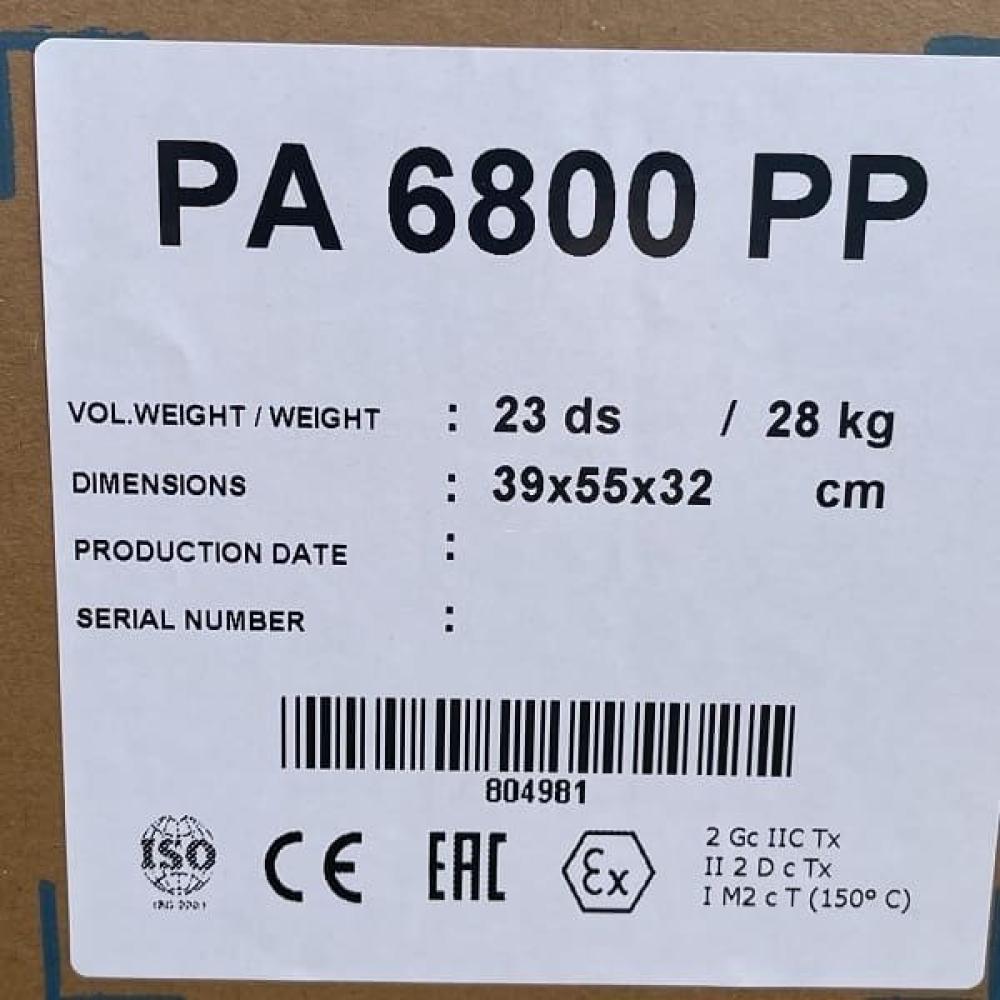 PA 6800 PP
VOL.WEIGHT / WEIGHT : 23 ds / 28 kg
DIMENSIONS : 39x55x32 cm
PRODUCTION DATE :
SERIAL NUMBER :
804981
ISO
CE
EAC
Ex
2 Gc IIC Tx
II 2 D c Tx
I M2 c T (150º C)